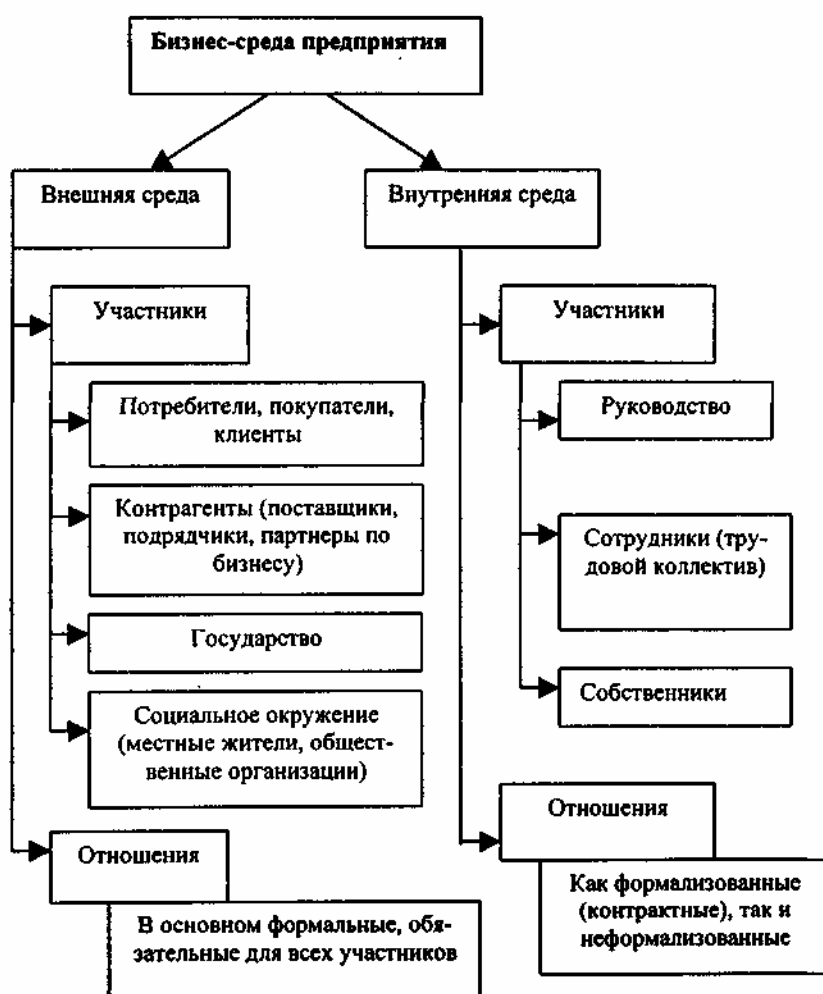 Бизнес-среда предприятия
Внешняя среда
Внутренняя среда
Участники
Потребители, покупатели,
клиенты
Контрагенты (поставщики,
подрядчики, партнеры по
бизнесу)
Государство
Социальное окружение
(местные жители, общест-
венные организации)
Отношения
В основном формальные, обя-
зательные для всех участников
Участники
Руководство
Сотрудники (тру-
довой коллектив)
Собственники
Отношения
Как формализованные
(контрактные), так и
неформализованные